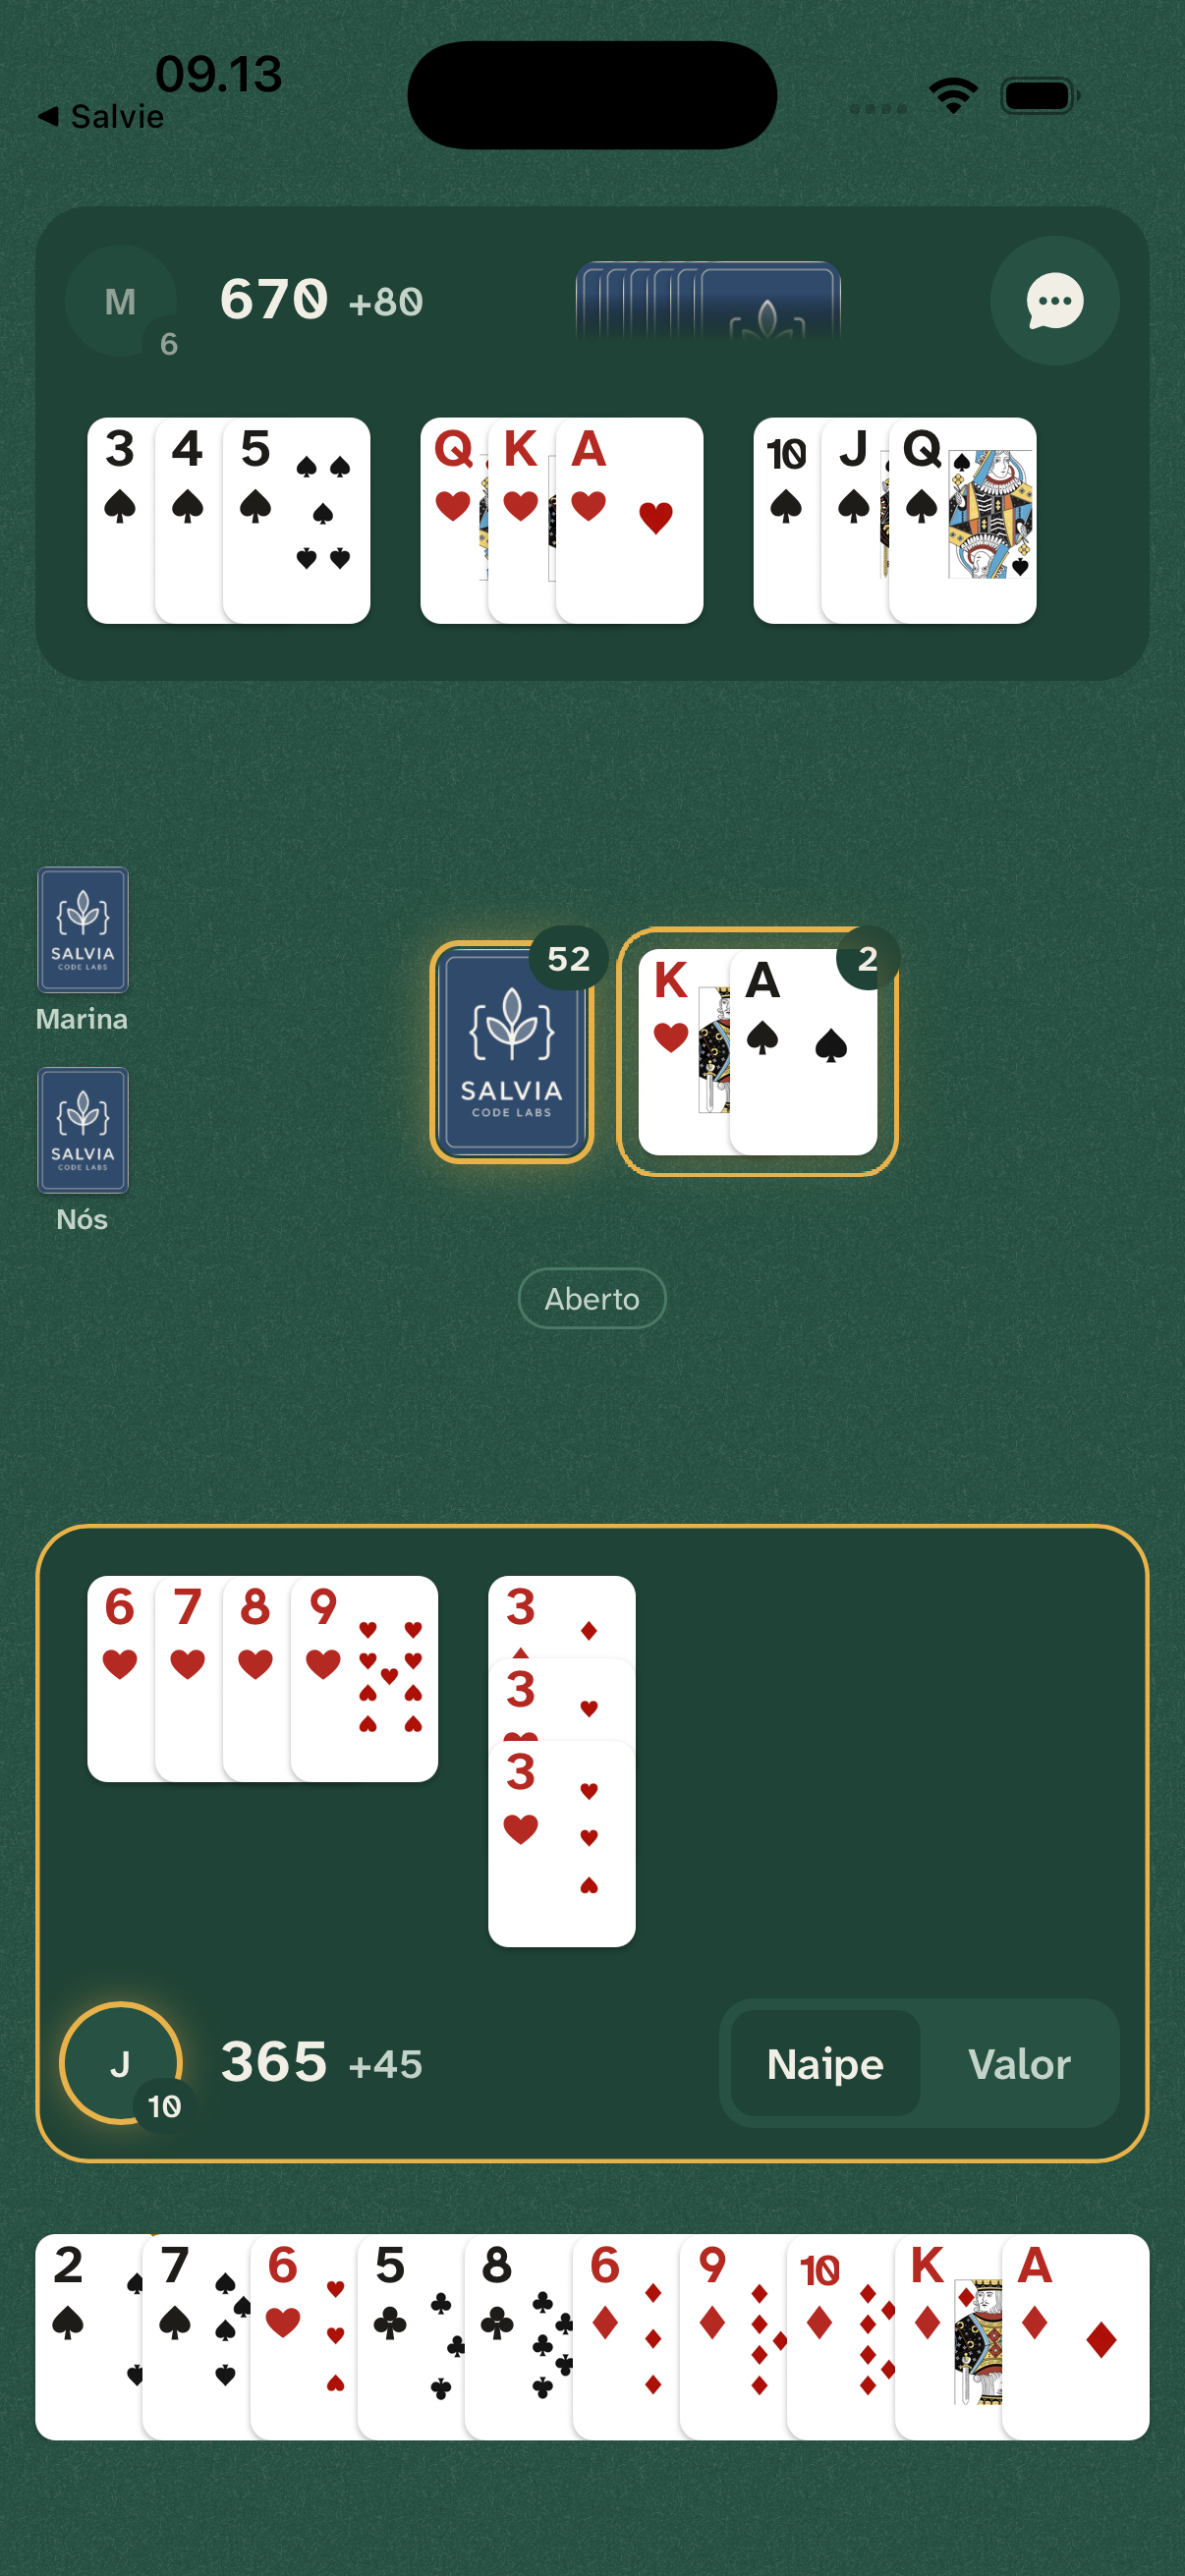 09.13
◀ Salvie
M 670 +80
6
3 4 5 Q K A 10 J Q
SALVIA
CODE LABS
Marina
SALVIA
CODE LABS
Nós
52
SALVIA
CODE LABS
K A 2
Aberto
6 7 8 9 3
3
3
J 365 +45 Naipe Valor
10
2 7 6 5 8 6 9 10 K A